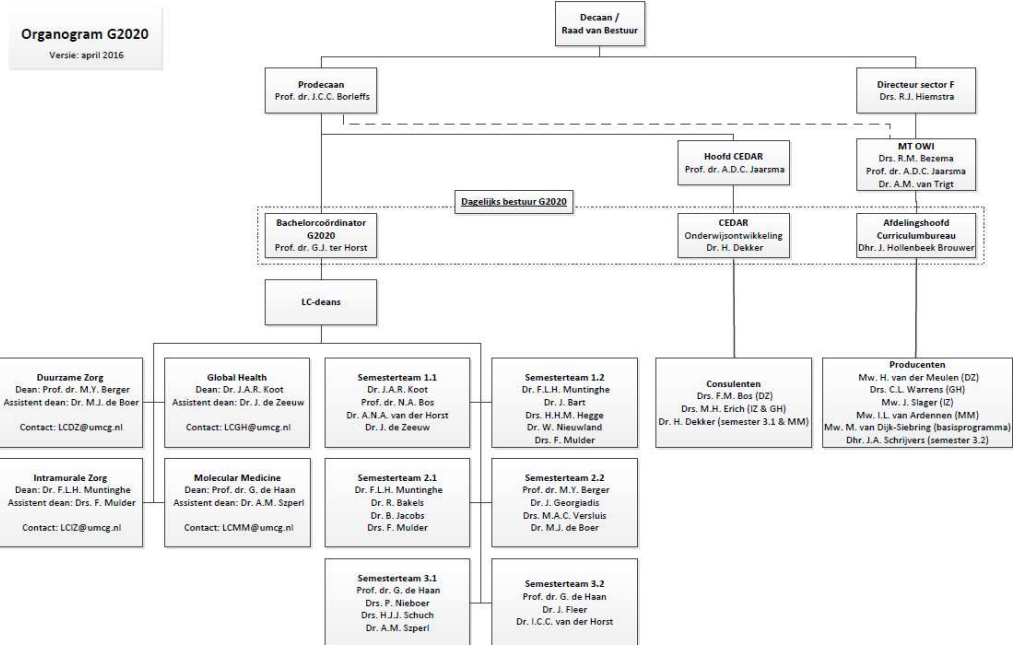 Organogram G2020
Versie: april 2016
Decaan /
Raad van Bestuur
Prodecaan
Prof. dr. J.C.C. Borleffs
Directeur sector F
Drs. R.J. Hiemstra
Hoofd CEDAR
Prof. dr. A.D.C. Jaarsma
MT OWI
Drs. R.M. Bezema
Prof. dr. A.D.C. Jaarsma
Dr. A.M. van Trigt
Dagelijks bestuur G2020
Bachelorcoördinator
G2020
Prof. dr. G.J. ter Horst
CEDAR
Onderwijsontwikkeling
Dr. H. Dekker
Afdelingshoofd
Curriculumbureau
Dhr. J. Hollenbeek Brouwer
LC-deans
Duurzame Zorg
Dean: Prof. dr. M.Y. Berger
Assistent dean: Dr. M.J. de Boer
Contact: LCDZ@umcg.nl
Global Health
Dean: Dr. J.A.R. Koot
Assistent dean: Dr. J. de Zeeuw
Contact: LCGH@umcg.nl
Semesterteam 1.1
Dr. J.A.R. Koot
Prof. dr. N.A. Bos
Dr. A.N.A. van der Horst
Dr. J. de Zeeuw
Semesterteam 1.2
Dr. F.L.H. Muntinghe
Dr. J. Bart
Drs. H.H.M. Hegge
Dr. W. Nieuwland
Drs. F. Mulder
Consulenten
Drs. F.M. Bos (DZ)
Drs. M.H. Erich (IZ & GH)
Dr. H. Dekker (semester 3.1 & MM)
Producenten
Mw. H. van der Meulen (DZ)
Drs. C.L. Warrens (GH)
Mw. J. Slager (IZ)
Mw. I.L. van Ardennen (MM)
Mw. M. van Dijk-Siebring (basisprogramma)
Dhr. J.A. Schrijvers (semester 3.2)
Intramurale Zorg
Dean: Dr. F.L.H. Muntinghe
Assistent dean: Drs. F. Mulder
Contact: LCIZ@umcg.nl
Molecular Medicine
Dean: Prof. dr. G. de Haan
Assistent dean: Dr. A.M. Szperl
Contact: LCMM@umcg.nl
Semesterteam 2.1
Dr. F.L.H. Muntinghe
Dr. R. Bakels
Dr. B. Jacobs
Drs. F. Mulder
Semesterteam 2.2
Prof. dr. M.Y. Berger
Dr. J. Georgiadis
Drs. M.A.C. Versluis
Dr. M.J. de Boer
Semesterteam 3.1
Prof. dr. G. de Haan
Drs. P. Nieboer
Drs. H.J.J. Schuch
Dr. A.M. Szperl
Semesterteam 3.2
Prof. dr. G. de Haan
Dr. J. Fleer
Dr. I.C.C. van der Horst